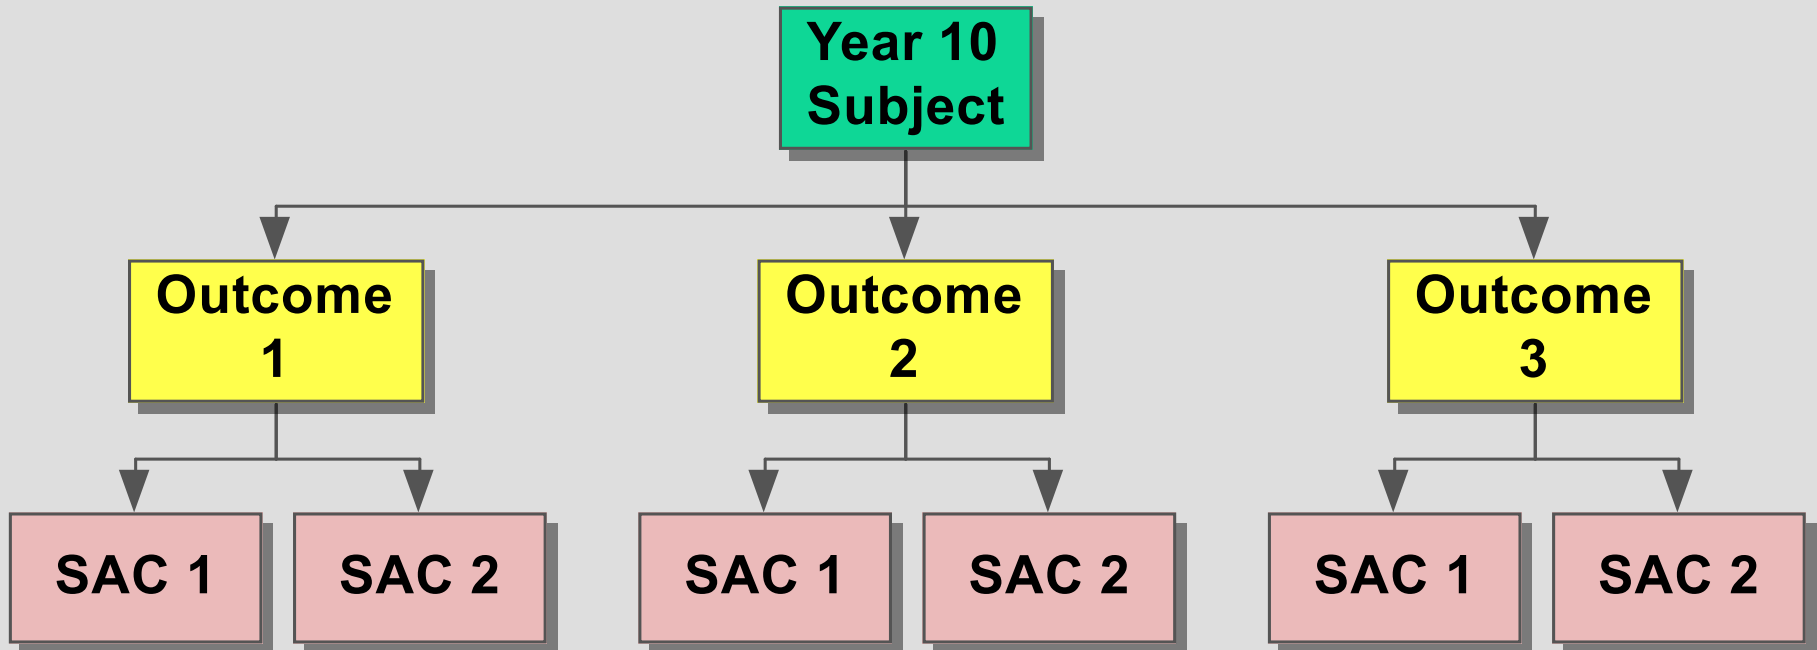 Year 10
Subject
Outcome
1
Outcome
2
Outcome
3
SAC 1
SAC 2
SAC 1
SAC 2
SAC 1
SAC 2